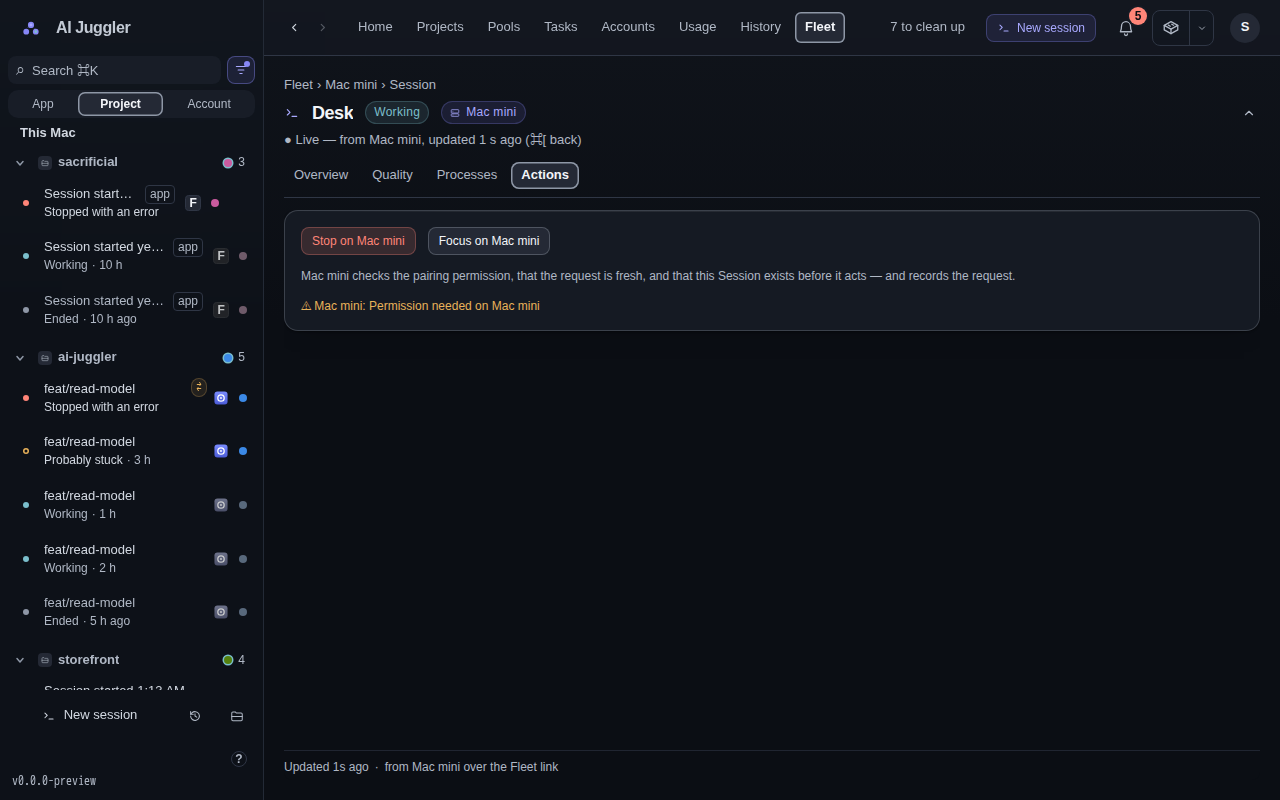 AI Juggler
Search ⌘K
App Project Account
This Mac
sacrificial 3
Session start… app
Stopped with an error F
Session started ye… app
Working · 10 h F
Session started ye… app
Ended · 10 h ago F
ai-juggler 5
feat/read-model
Stopped with an error
feat/read-model
Probably stuck · 3 h
feat/read-model
Working · 1 h
feat/read-model
Working · 2 h
feat/read-model
Ended · 5 h ago
storefront 4
Session started 1:13 AM
New session
?
v0.0.0-preview
Home Projects Pools Tasks Accounts Usage History Fleet 7 to clean up New session 5 S
Fleet › Mac mini › Session
Desk Working Mac mini
● Live — from Mac mini, updated 1 s ago (⌘[ back)
Overview Quality Processes Actions
Stop on Mac mini Focus on Mac mini
Mac mini checks the pairing permission, that the request is fresh, and that this Session exists before it acts — and records the request.
⚠ Mac mini: Permission needed on Mac mini
Updated 1s ago · from Mac mini over the Fleet link